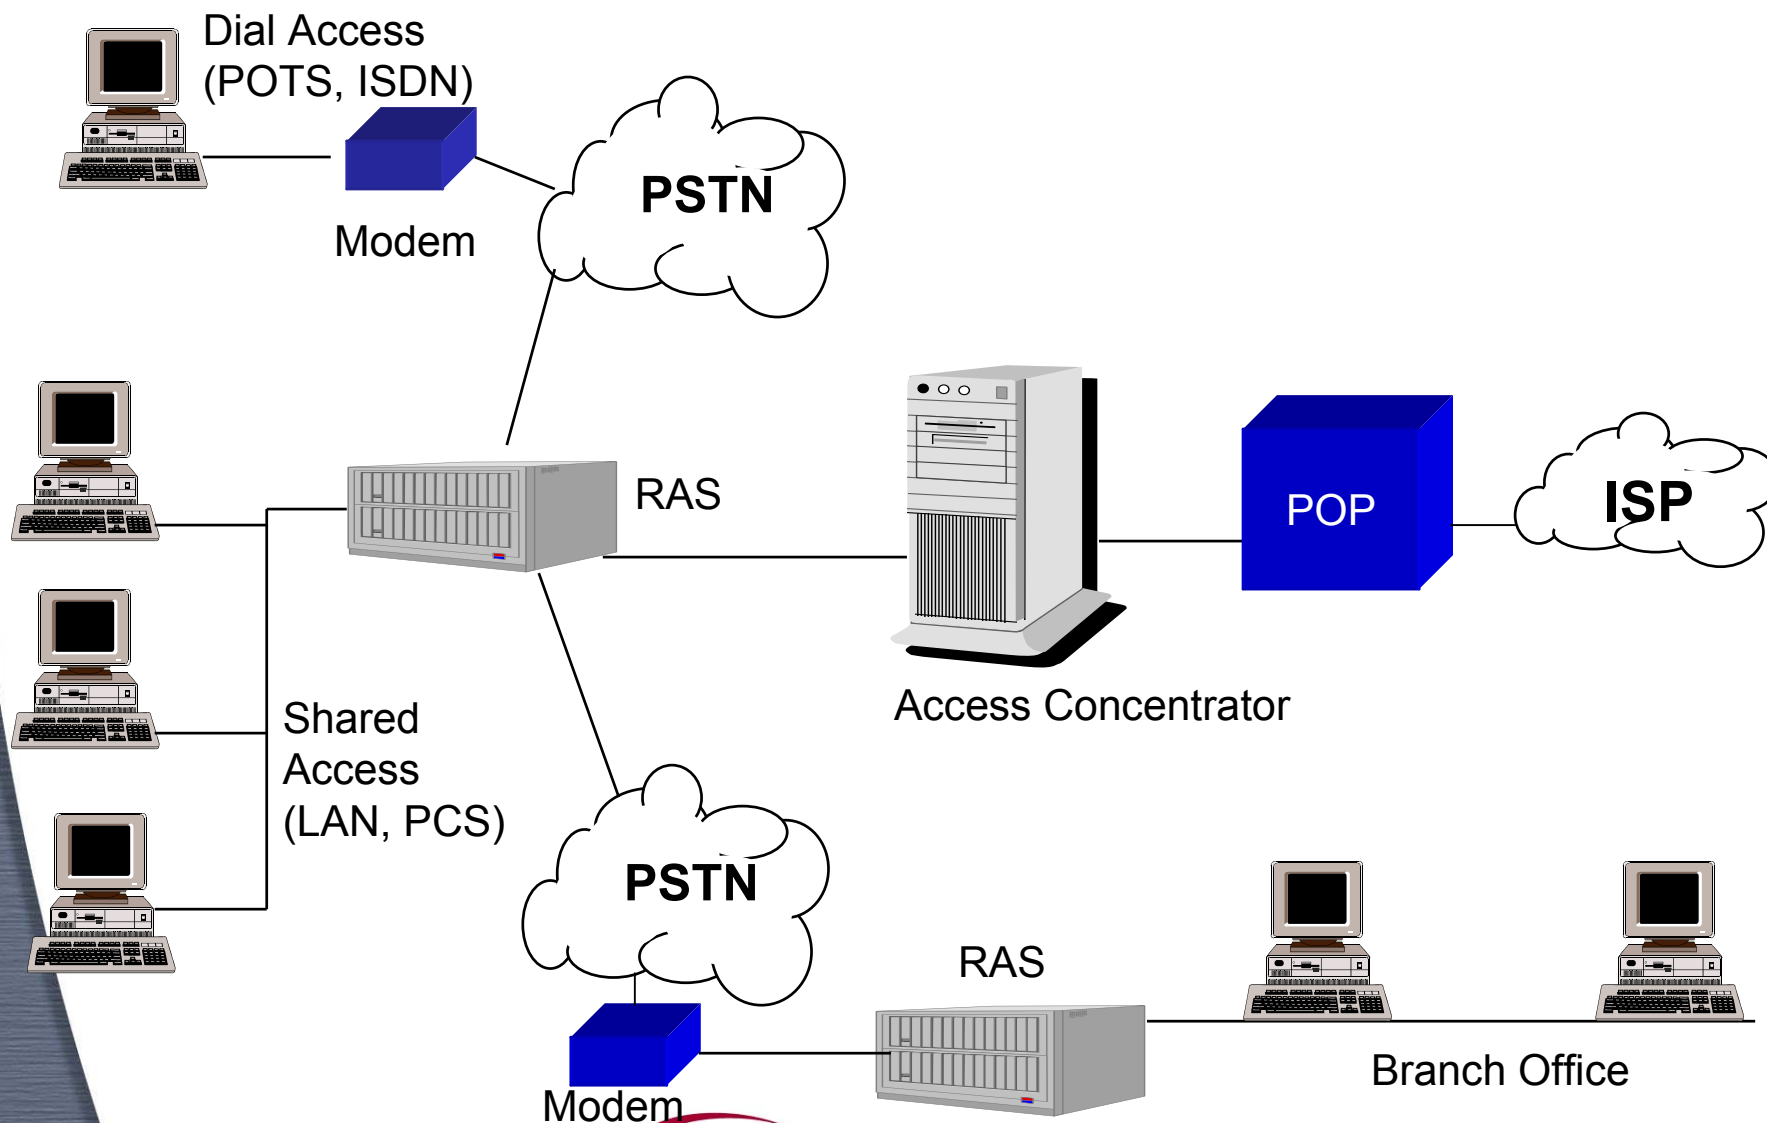 Dial Access
(POTS, ISDN)
PSTN
Modem
RAS
POP
ISP
Access Concentrator
Shared
Access
(LAN, PCS)
PSTN
RAS
Branch Office
Modem